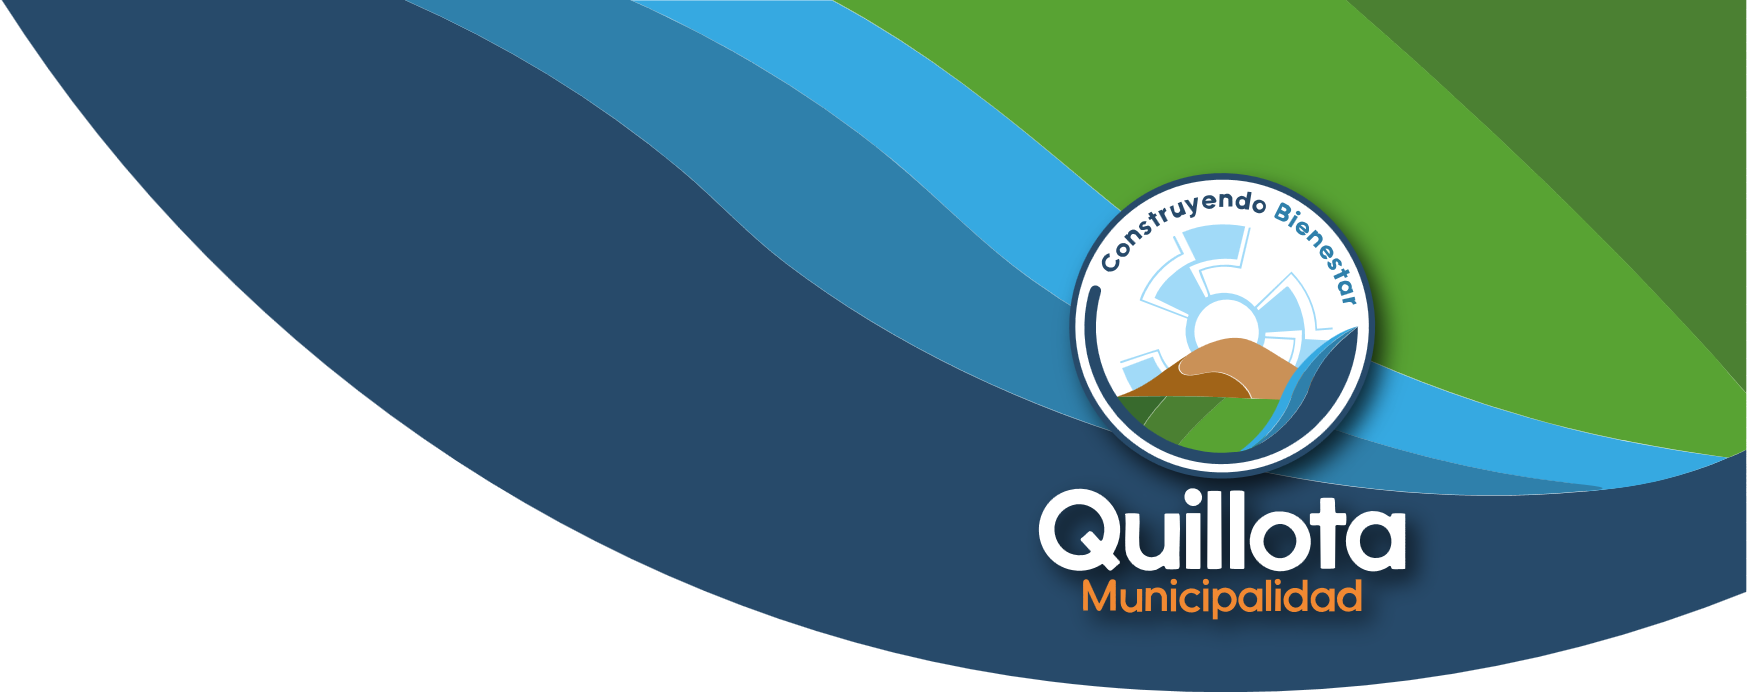 Construyendo Bienestar
Quillota
Municipalidad